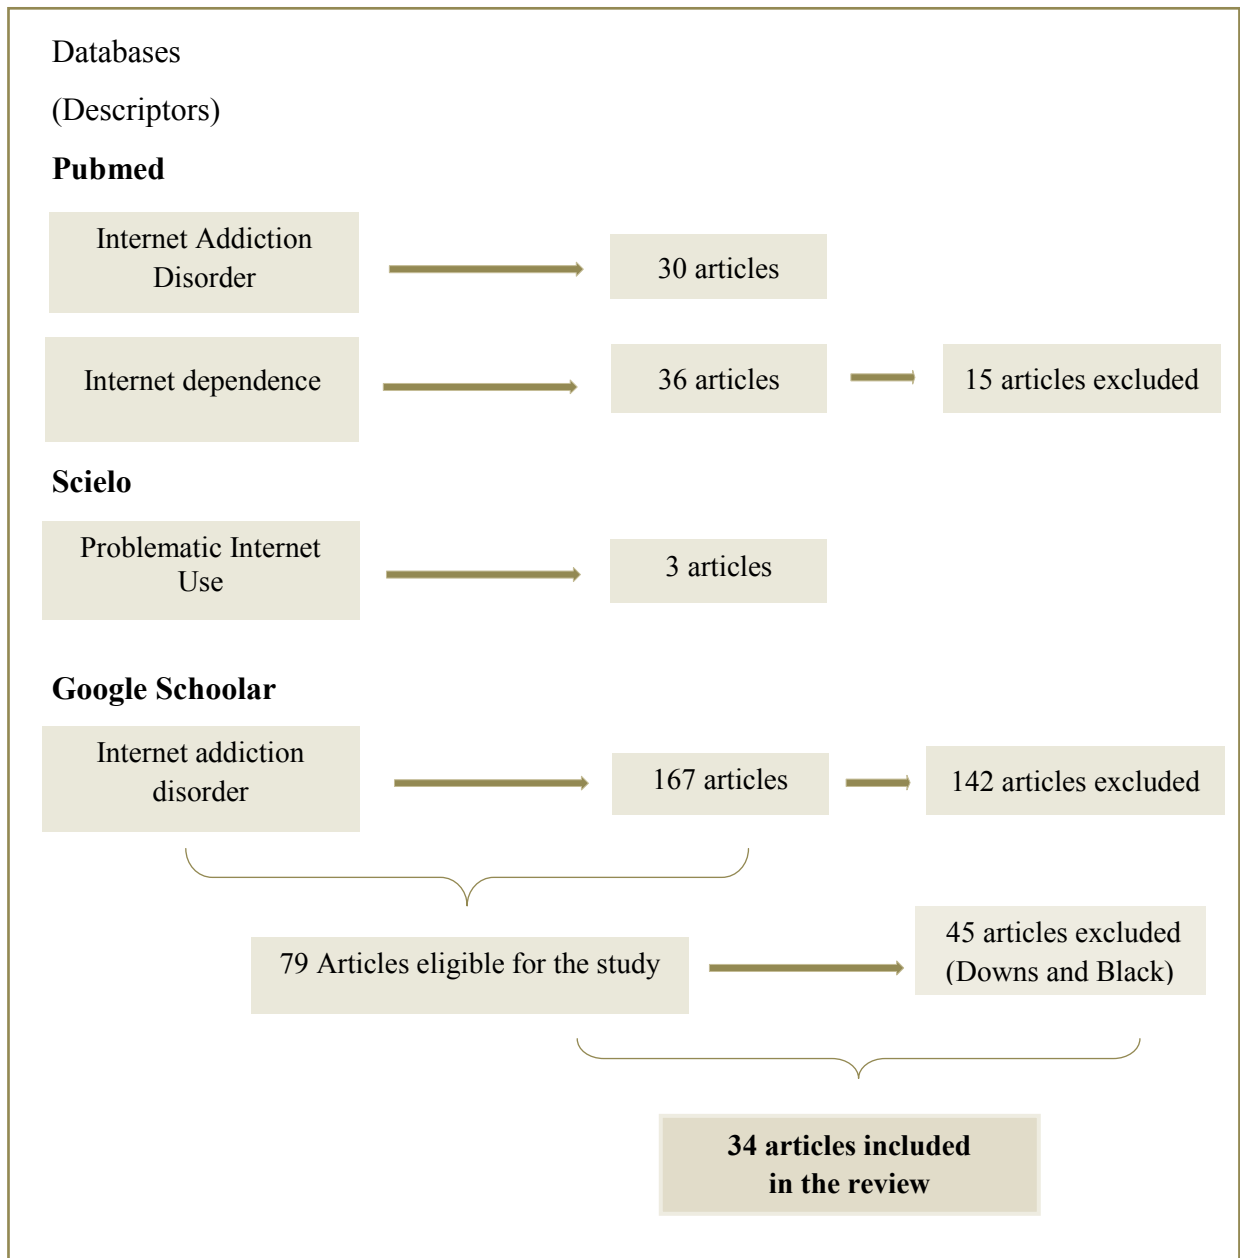 Databases
(Descriptors)
Pubmed
Internet Addiction
Disorder
30 articles
Internet dependence
36 articles
15 articles excluded
Scielo
Problematic Internet
Use
3 articles
Google Schoolar
Internet addiction
disorder
167 articles
142 articles excluded
79 Articles eligible for the study
45 articles excluded
(Downs and Black)
34 articles included
in the review